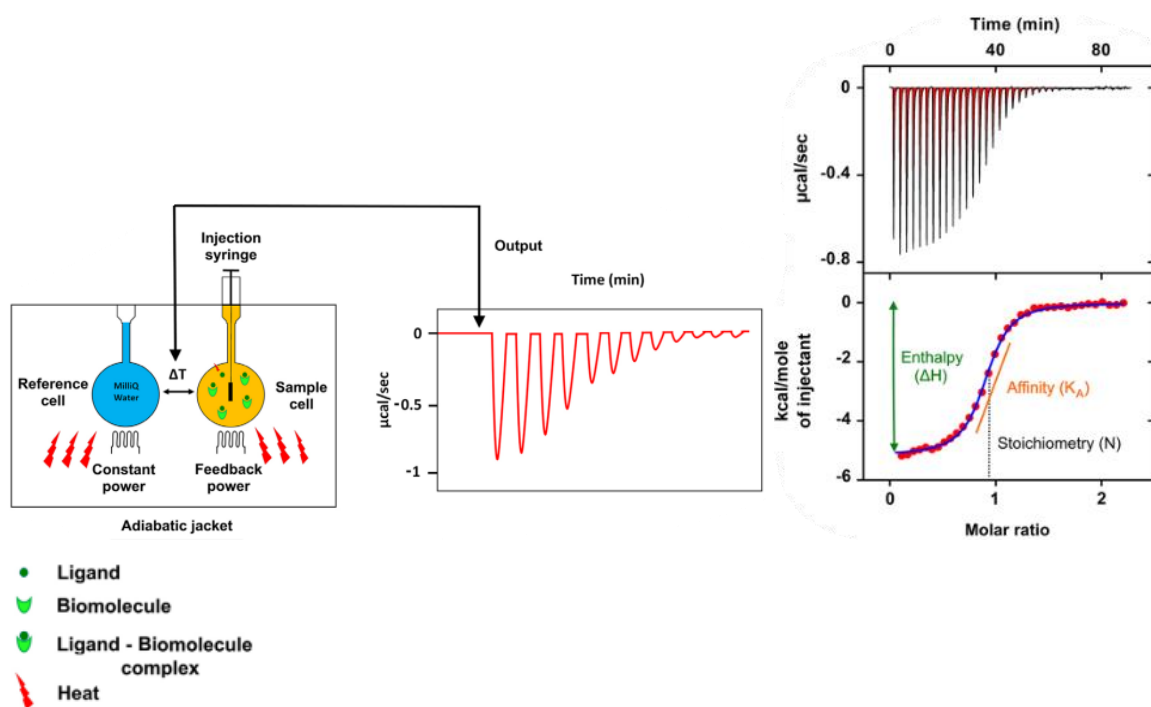 Injection
syringe
Reference
cell
MilliQ
Water
ΔT
Sample
cell
Constant
power
Feedback
power
Adiabatic jacket
Ligand
Biomolecule
Ligand - Biomolecule
complex
Heat
Output
Time (min)
0
-0.5
-1
µcal/sec
Time (min)
0 40 80
0
-0.4
-0.8
µcal/sec
0
-2
-4
-6
kcal/mole
of injectant
Enthalpy
(ΔH)
Affinity (KA)
Stoichiometry (N)
0 1 2
Molar ratio